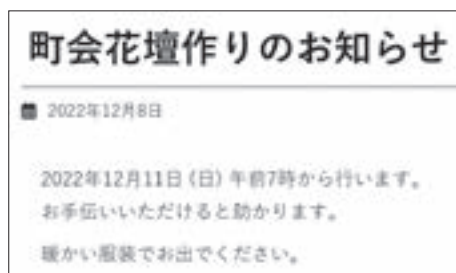 町会花壇作りのお知らせ
2022年12月8日
2022年12月11日（日）午前7時から行います。
お手伝いいただけると助かります。
暖かい服装でお出でください。